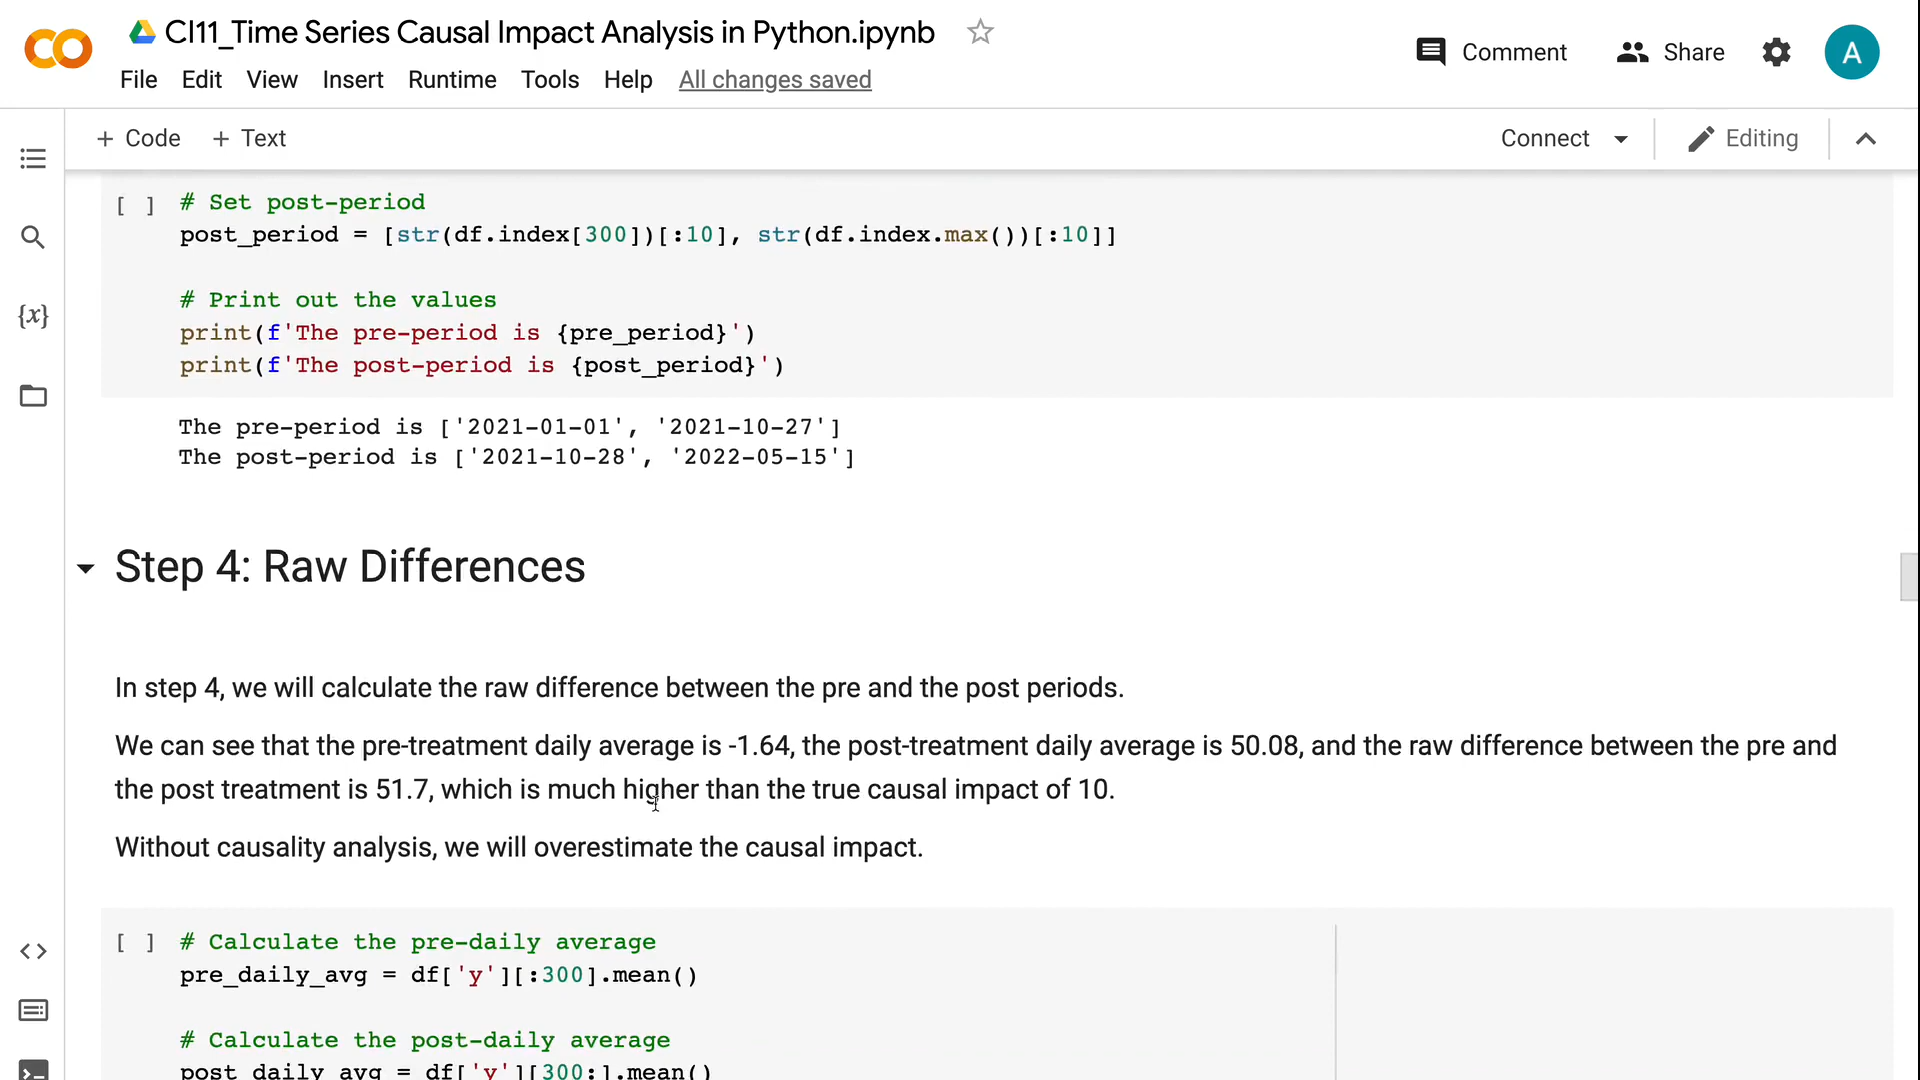 CI11_Time Series Causal Impact Analysis in Python.ipynb
Comment
Share
A
File Edit View Insert Runtime Tools Help All changes saved
+ Code + Text
Connect
Editing
[ ] # Set post-period
post_period = [str(df.index[300])[:10], str(df.index.max())[:10]]
# Print out the values
print(f'The pre-period is {pre_period}')
print(f'The post-period is {post_period}')
The pre-period is ['2021-01-01', '2021-10-27']
The post-period is ['2021-10-28', '2022-05-15']
Step 4: Raw Differences
In step 4, we will calculate the raw difference between the pre and the post periods.
We can see that the pre-treatment daily average is -1.64, the post-treatment daily average is 50.08, and the raw difference between the pre and
the post treatment is 51.7, which is much higher than the true causal impact of 10.
Without causality analysis, we will overestimate the causal impact.
[ ] # Calculate the pre-daily average
pre_daily_avg = df['y'][:300].mean()
# Calculate the post-daily average
post_daily_avg = df['y'][300:].mean()